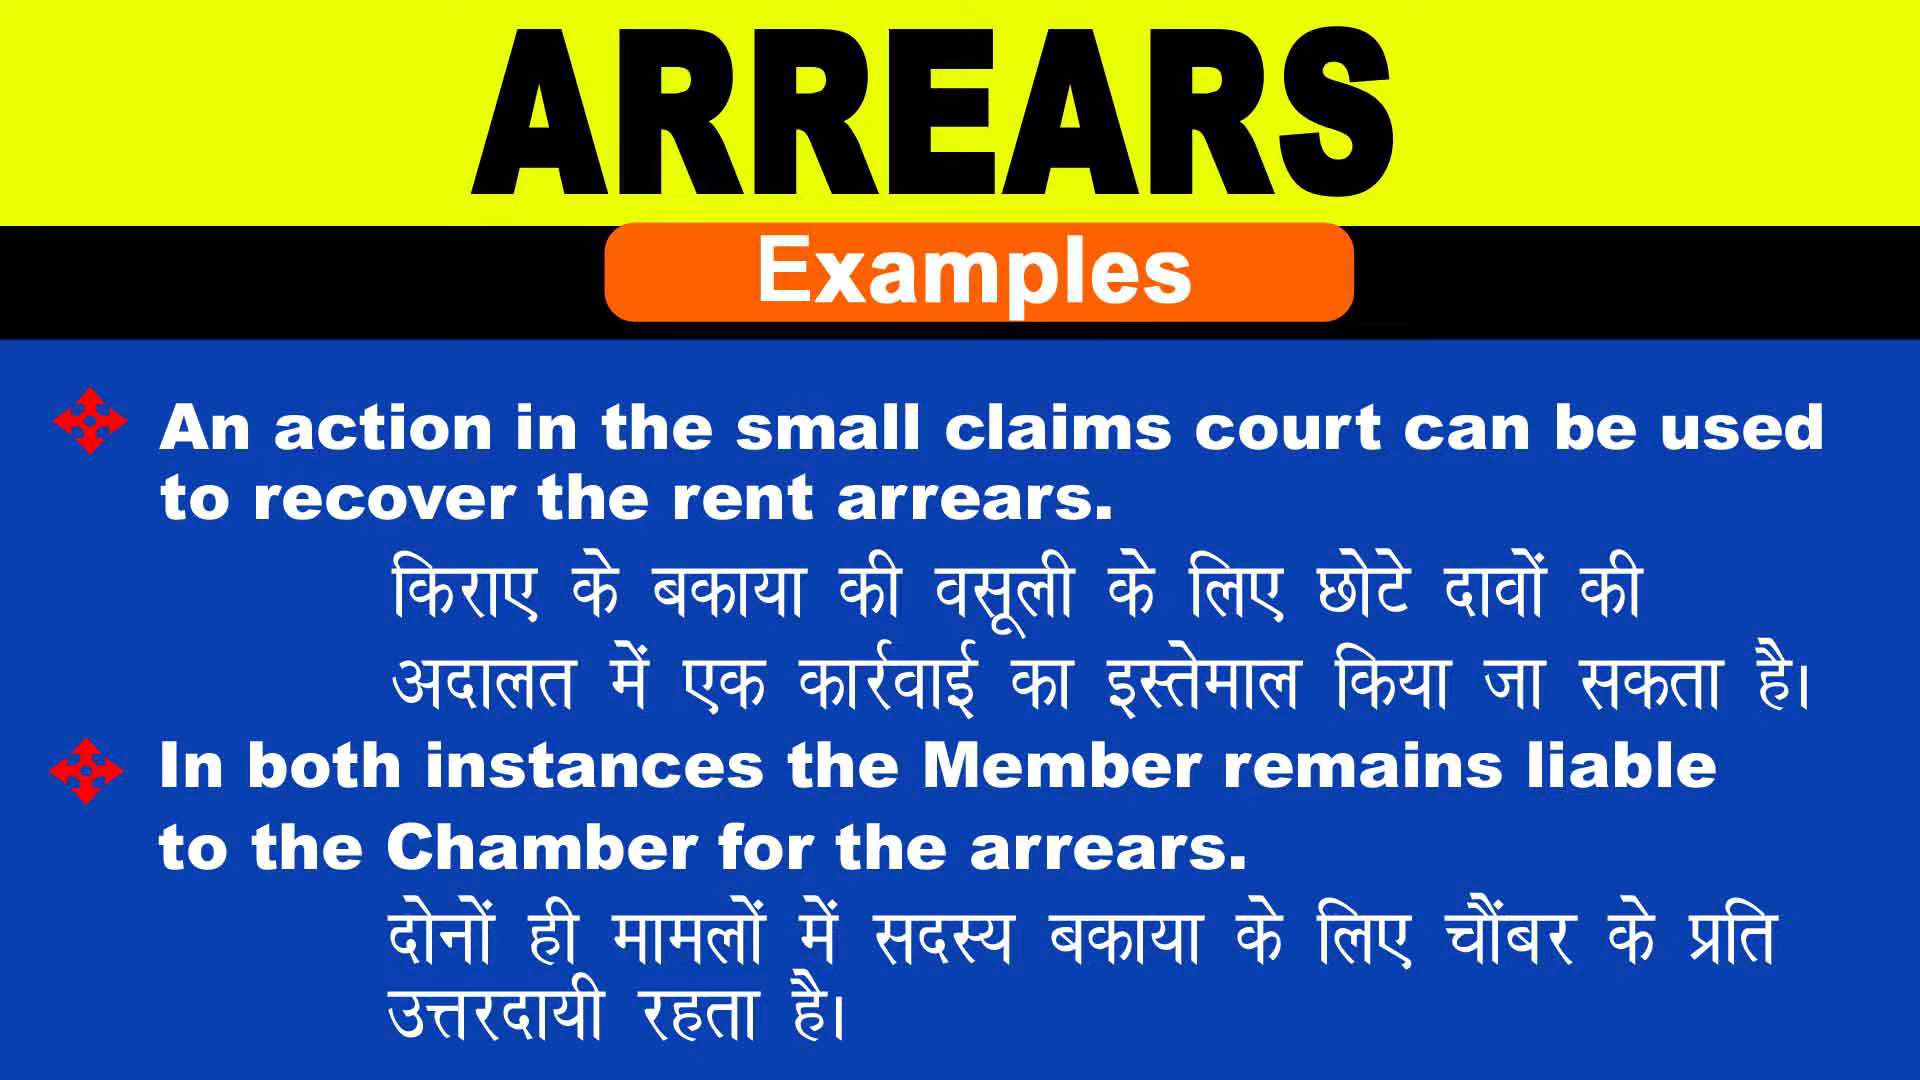 ARREARS
Examples
An action in the small claims court can be used
to recover the rent arrears.
किराए के बकाया की वसूली के लिए छोटे दावों की
अदालत में एक कार्रवाई का इस्तेमाल किया जा सकता है।
In both instances the Member remains liable
to the Chamber for the arrears.
दोनों ही मामलों में सदस्य बकाया के लिए चौंबर के प्रति
उत्तरदायी रहता है।